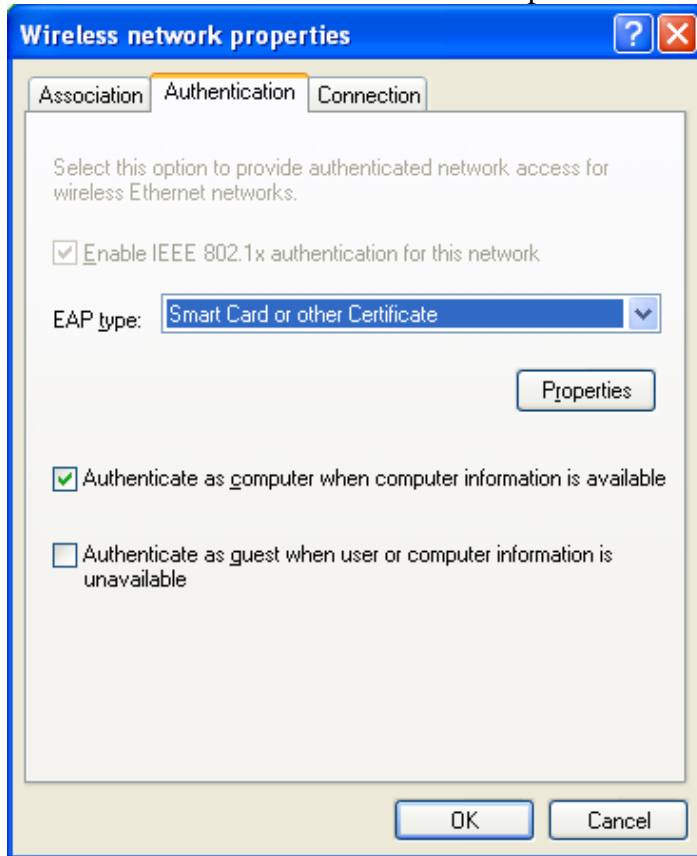 Wireless network properties
Association Authentication Connection
Select this option to provide authenticated network access for
wireless Ethernet networks.
Enable IEEE 802.1x authentication for this network
EAP type: Smart Card or other Certificate
Properties
Authenticate as computer when computer information is available
Authenticate as guest when user or computer information is
unavailable
OK Cancel